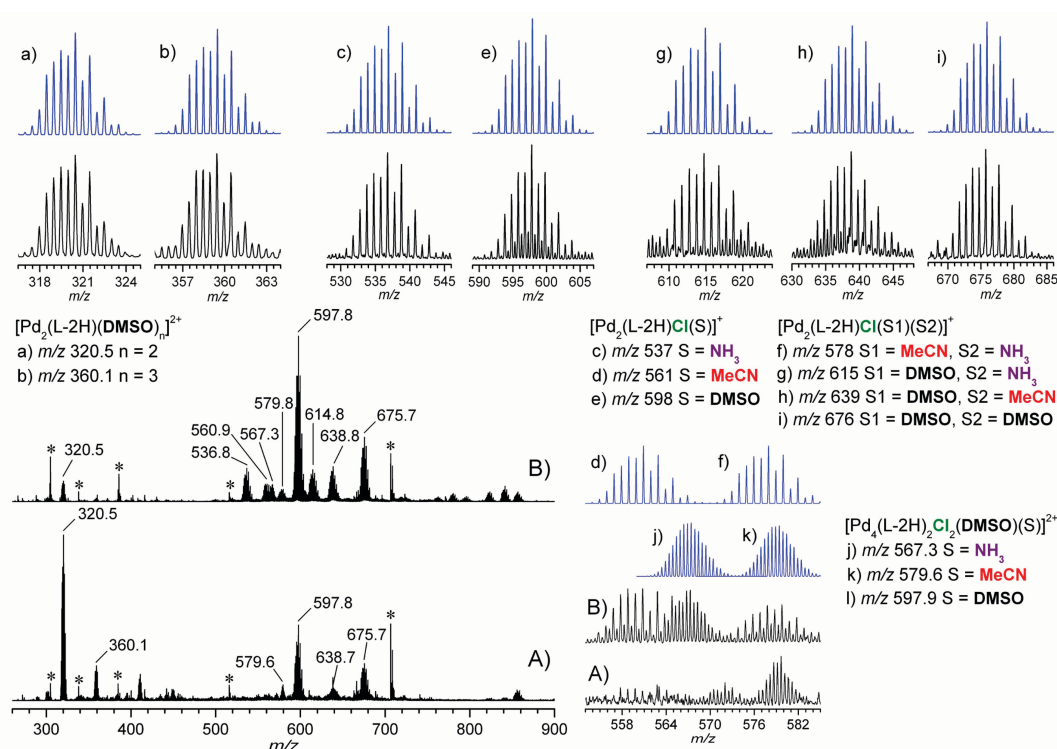 a)
b)
c)
e)
g)
h)
i)
318 321 324
m/z
357 360 363
m/z
530 535 540 545
m/z
590 595 600 605
m/z
610 615 620
m/z
630 635 640 645
m/z
670 675 680 685
m/z
[Pd2(L-2H)(DMSO)n]2+
a) m/z 320.5 n = 2
b) m/z 360.1 n = 3
[Pd2(L-2H)Cl(S)]+
c) m/z 537 S = NH3
d) m/z 561 S = MeCN
e) m/z 598 S = DMSO
[Pd2(L-2H)Cl(S1)(S2)]+
f) m/z 578 S1 = MeCN, S2 = NH3
g) m/z 615 S1 = DMSO, S2 = NH3
h) m/z 639 S1 = DMSO, S2 = MeCN
i) m/z 676 S1 = DMSO, S2 = DMSO
597.8
579.8
614.8
560.9
567.3
638.8
675.7
536.8
* 320.5 * * * *
B)
320.5
597.8
675.7
360.1
579.6
638.7
* * * * *
A)
300 400 500 600 700 800 900
m/z
d)
f)
j)
k)
B)
A)
558 564 570 576 582
m/z
[Pd4(L-2H)2Cl2(DMSO)(S)]2+
j) m/z 567.3 S = NH3
k) m/z 579.6 S = MeCN
l) m/z 597.9 S = DMSO